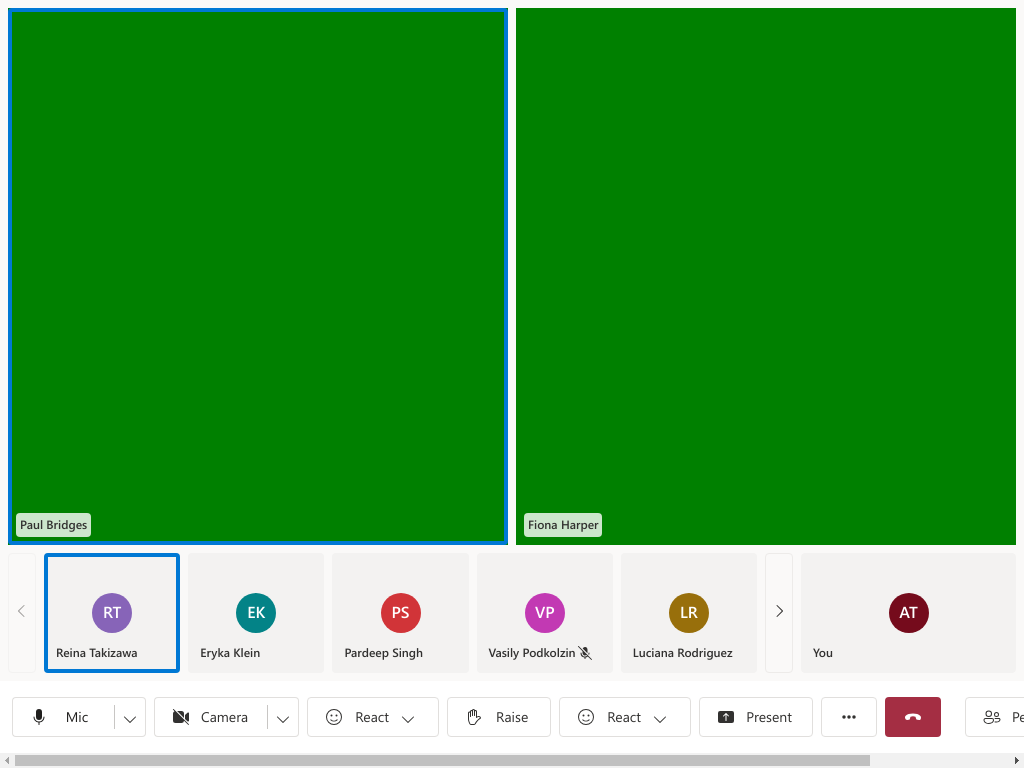 Paul Bridges
Fiona Harper
RT
Reina Takizawa
EK
Eryka Klein
PS
Pardeep Singh
VP
Vasily Podkolzin
LR
Luciana Rodriguez
AT
You
Mic
Camera
React
Raise
React
Present
Pe